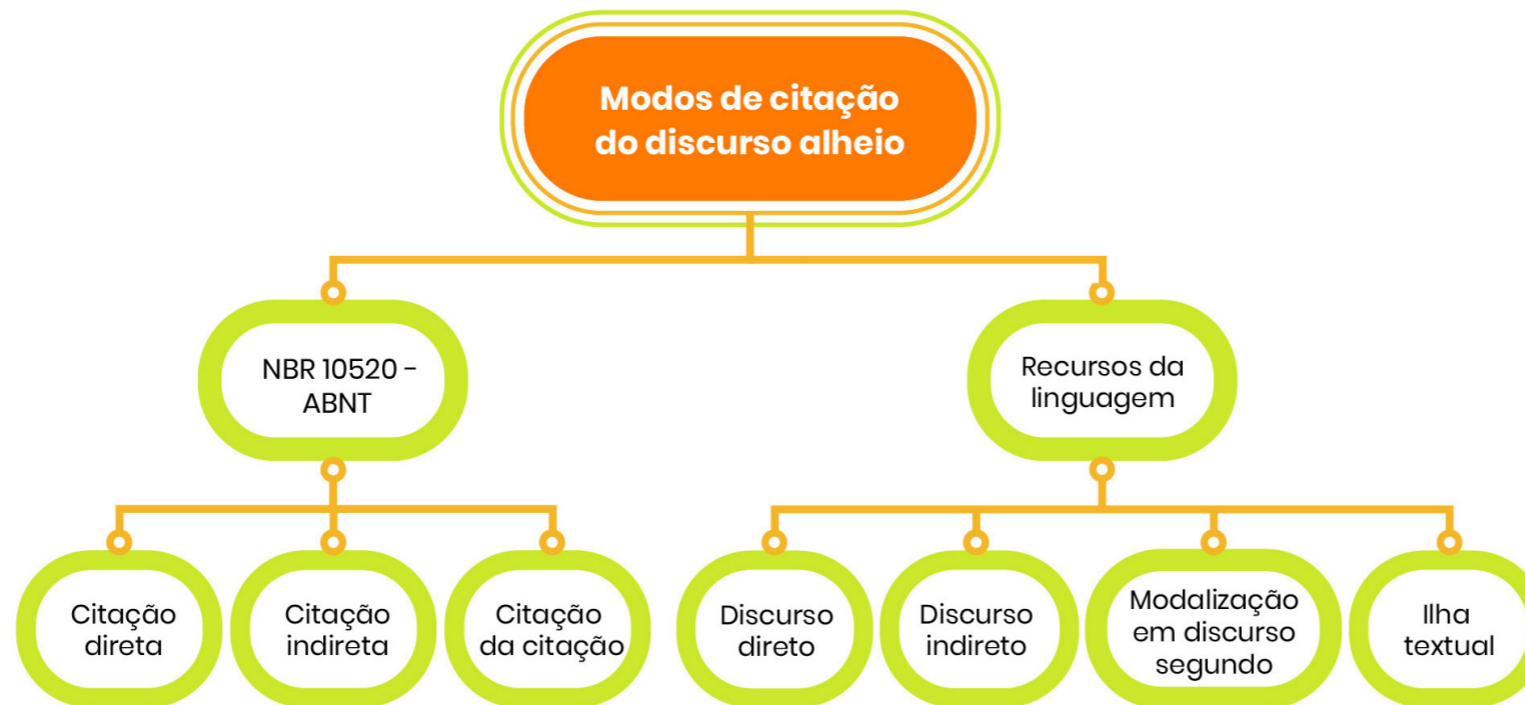 Modos de citação
do discurso alheio
NBR 10520 -
ABNT
Recursos da
linguagem
Citação
direta
Citação
indireta
Citação
da citação
Discurso
direto
Discurso
indireto
Modalização
em discurso
segundo
Ilha
textual